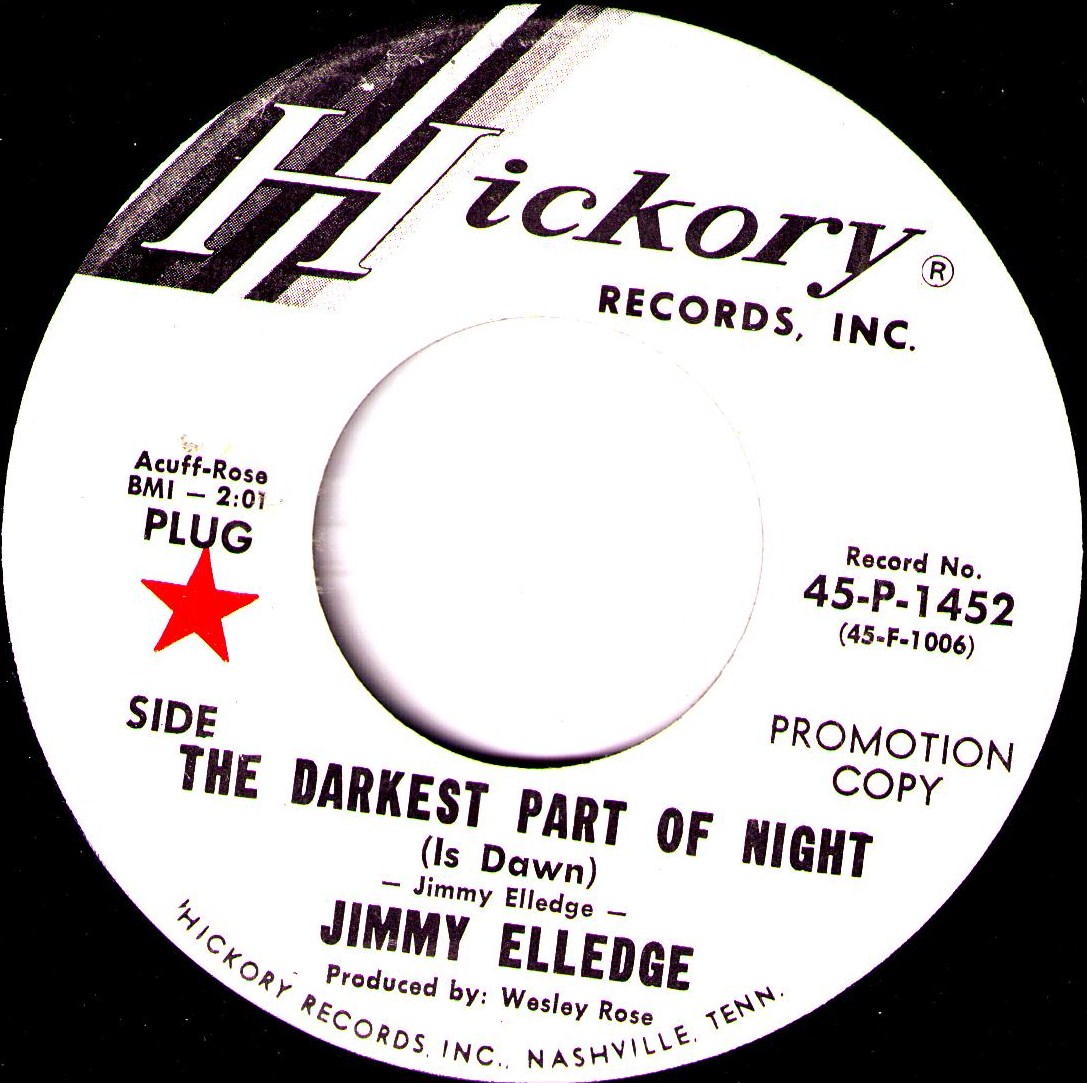 Hickory®
RECORDS, INC.
Acuff-Rose
BMI – 2:01
PLUG
SIDE
Record No.
45-P-1452
(45-F-1006)
PROMOTION
COPY
THE DARKEST PART OF NIGHT
(Is Dawn)
– Jimmy Elledge –
JIMMY ELLEDGE
Produced by: Wesley Rose
HICKORY RECORDS, INC., NASHVILLE, TENN.